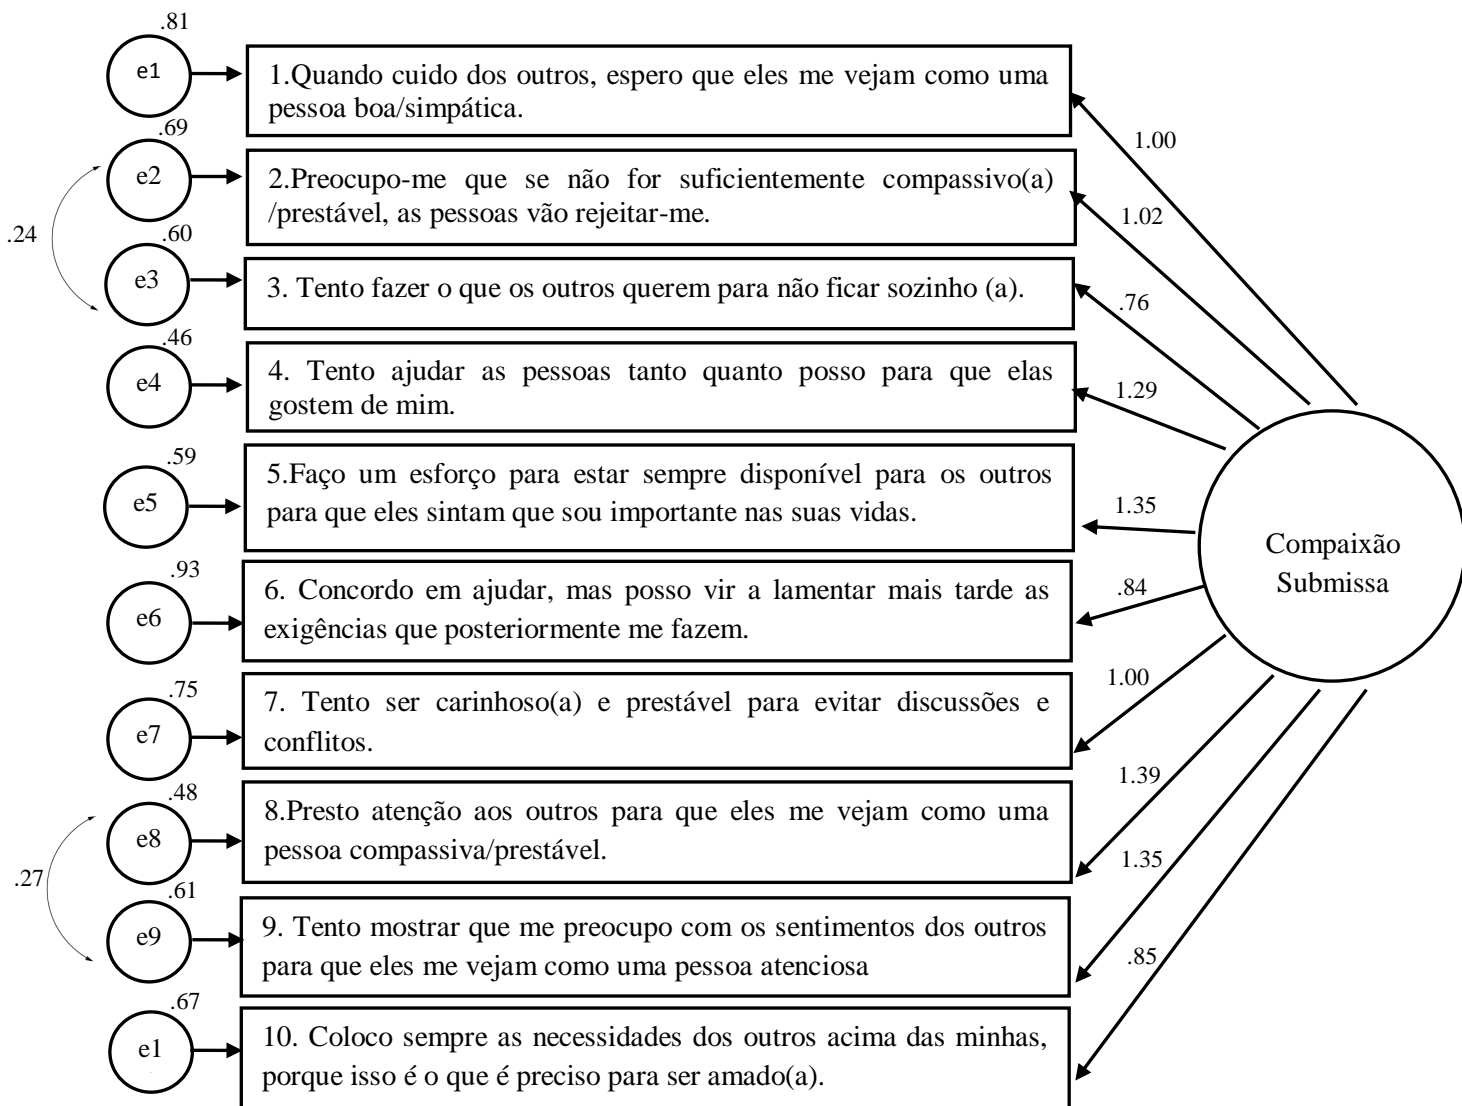 .81
e1
1.Quando cuido dos outros, espero que eles me vejam como uma
pessoa boa/simpática.
1.00
.69
e2
2.Preocupo-me que se não for suficientemente compassivo(a)
/prestável, as pessoas vão rejeitar-me.
1.02
.24
.60
e3
3. Tento fazer o que os outros querem para não ficar sozinho (a).
.76
.46
e4
4. Tento ajudar as pessoas tanto quanto posso para que elas
gostem de mim.
1.29
.59
e5
5.Faço um esforço para estar sempre disponível para os outros
para que eles sintam que sou importante nas suas vidas.
1.35
Compaixão
Submissa
.93
e6
6. Concordo em ajudar, mas posso vir a lamentar mais tarde as
exigências que posteriormente me fazem.
.84
.75
e7
7. Tento ser carinhoso(a) e prestável para evitar discussões e
conflitos.
1.00
.48
e8
8.Presto atenção aos outros para que eles me vejam como uma
pessoa compassiva/prestável.
1.39
.27
.61
e9
9. Tento mostrar que me preocupo com os sentimentos dos outros
para que eles me vejam como uma pessoa atenciosa
1.35
.67
e1
10. Coloco sempre as necessidades dos outros acima das minhas,
porque isso é o que é preciso para ser amado(a).
.85